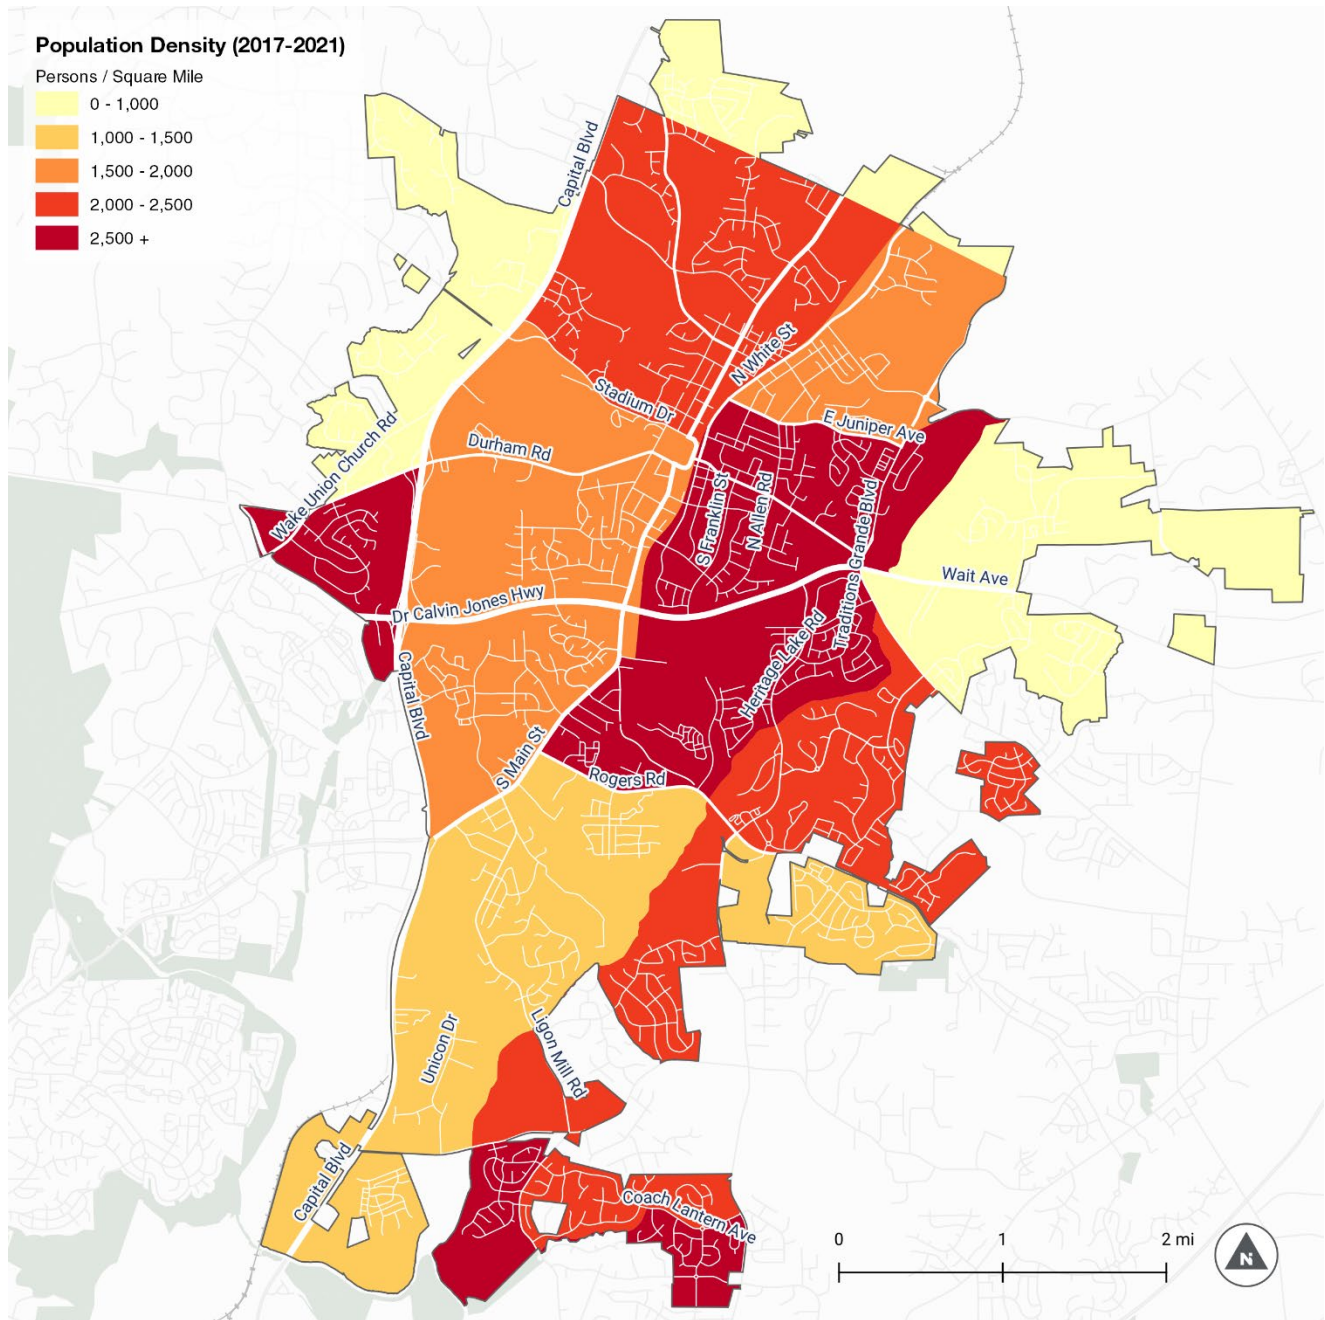 Population Density (2017-2021)
Persons / Square Mile
0 - 1,000
1,000 - 1,500
1,500 - 2,000
2,000 - 2,500
2,500 +
Capital Blvd
N White St
Stadium Dr
E Juniper Ave
Durham Rd
Wake Union Church Rd
S Franklin St
N Allen Rd
Traditions Grande Blvd
Wait Ave
Dr Calvin Jones Hwy
Heritage Lake Rd
Capital Blvd
S Main St
Rogers Rd
Unicon Dr
Ligon Mill Rd
Capital Blvd
Coach Lantern Ave
0 1 2 mi
N